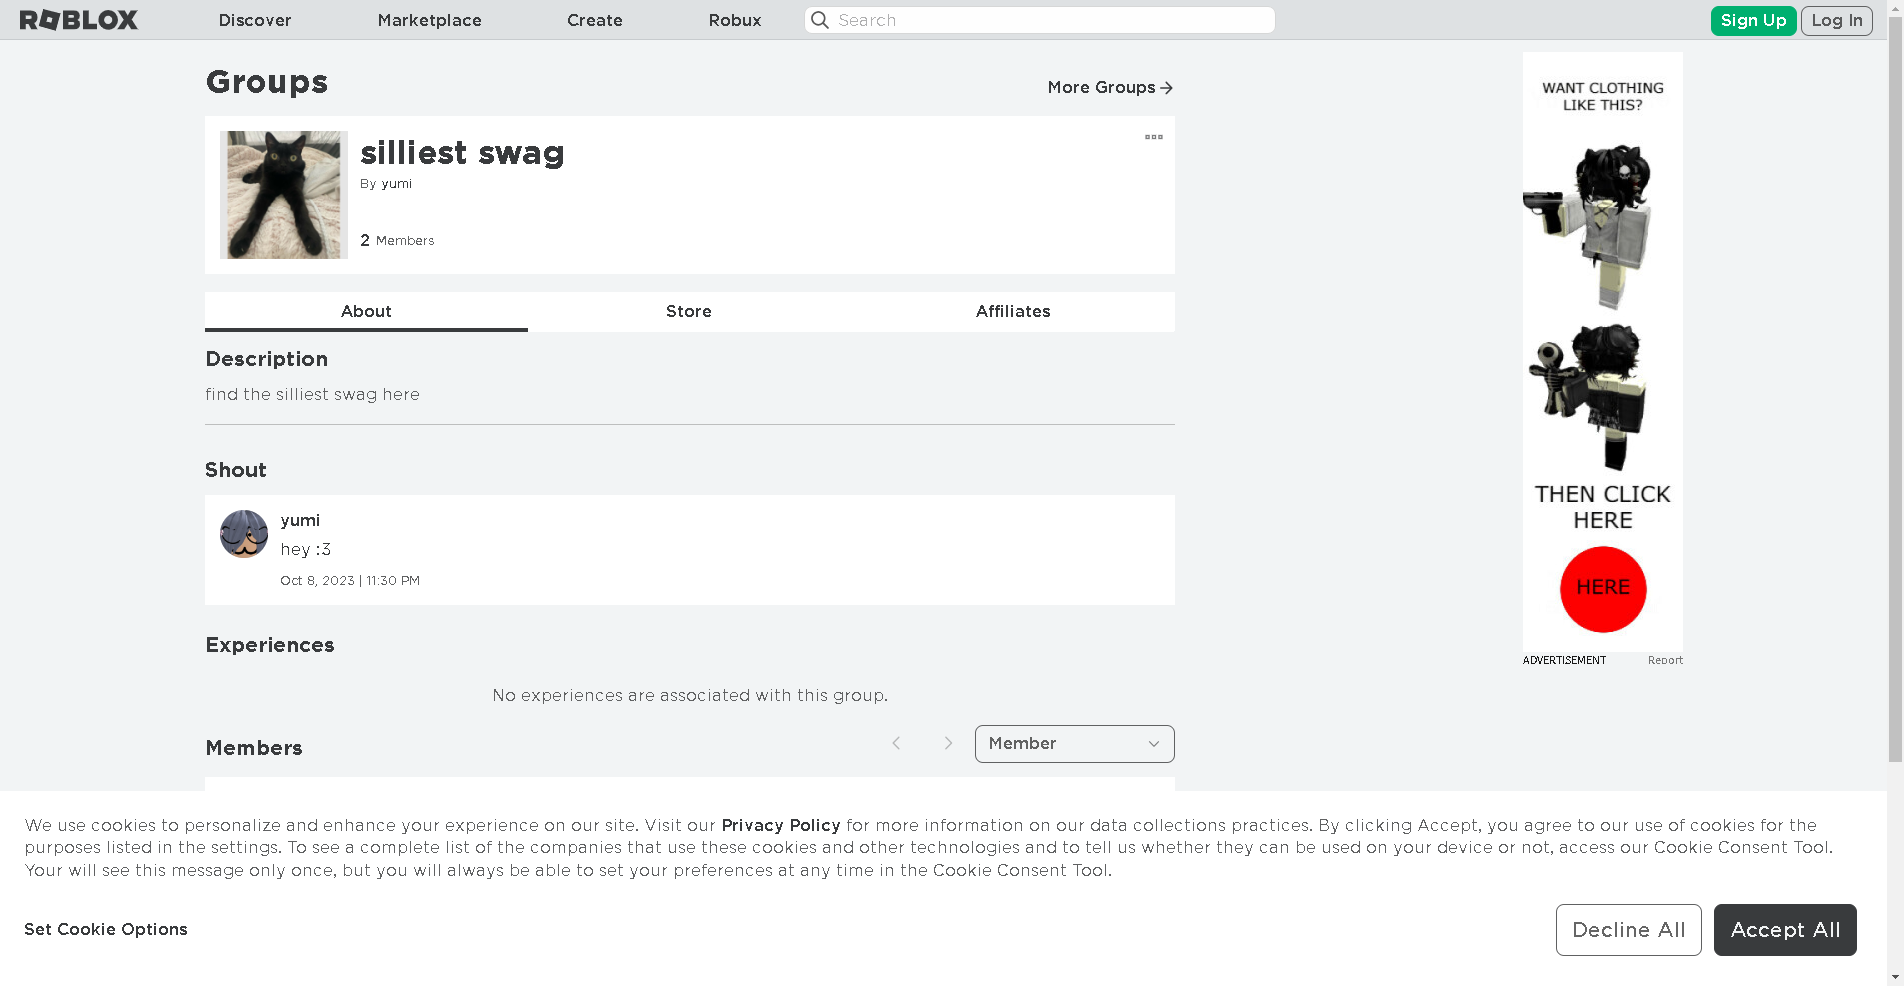 ROBLOX Discover Marketplace Create Robux Search Sign Up Log In
Groups
More Groups
silliest swag
By yumi
2 Members
About Store Affiliates
Description
find the silliest swag here
Shout
yumi
hey :3
Oct 8, 2023 | 11:30 PM
Experiences
No experiences are associated with this group.
Members
Member
WANT CLOTHING
LIKE THIS?
THEN CLICK
HERE
HERE
ADVERTISEMENT Report
We use cookies to personalize and enhance your experience on our site. Visit our Privacy Policy for more information on our data collections practices. By clicking Accept, you agree to our use of cookies for the
purposes listed in the settings. To see a complete list of the companies that use these cookies and other technologies and to tell us whether they can be used on your device or not, access our Cookie Consent Tool.
Your will see this message only once, but you will always be able to set your preferences at any time in the Cookie Consent Tool.
Set Cookie Options
Decline All
Accept All